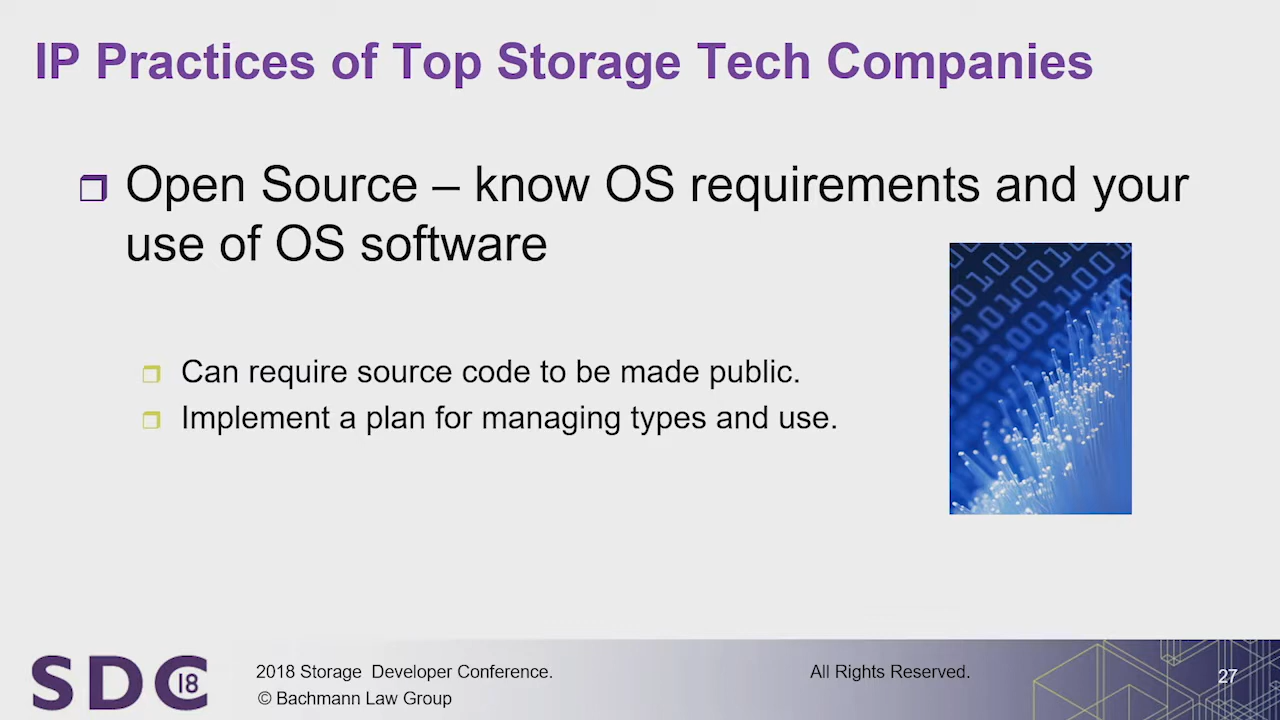 IP Practices of Top Storage Tech Companies
Open Source – know OS requirements and your
use of OS software
Can require source code to be made public.
Implement a plan for managing types and use.
SDC 18
2018 Storage Developer Conference.
© Bachmann Law Group
All Rights Reserved.
27